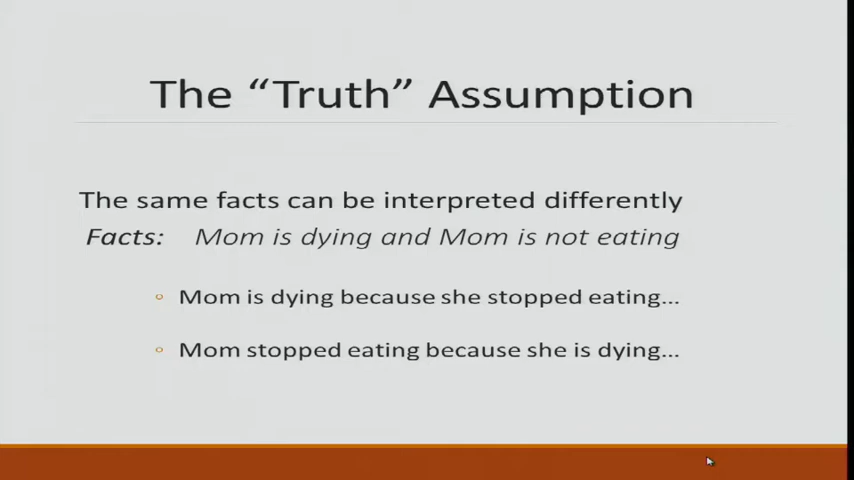 The “Truth” Assumption
The same facts can be interpreted differently
Facts: Mom is dying and Mom is not eating
Mom is dying because she stopped eating...
Mom stopped eating because she is dying...